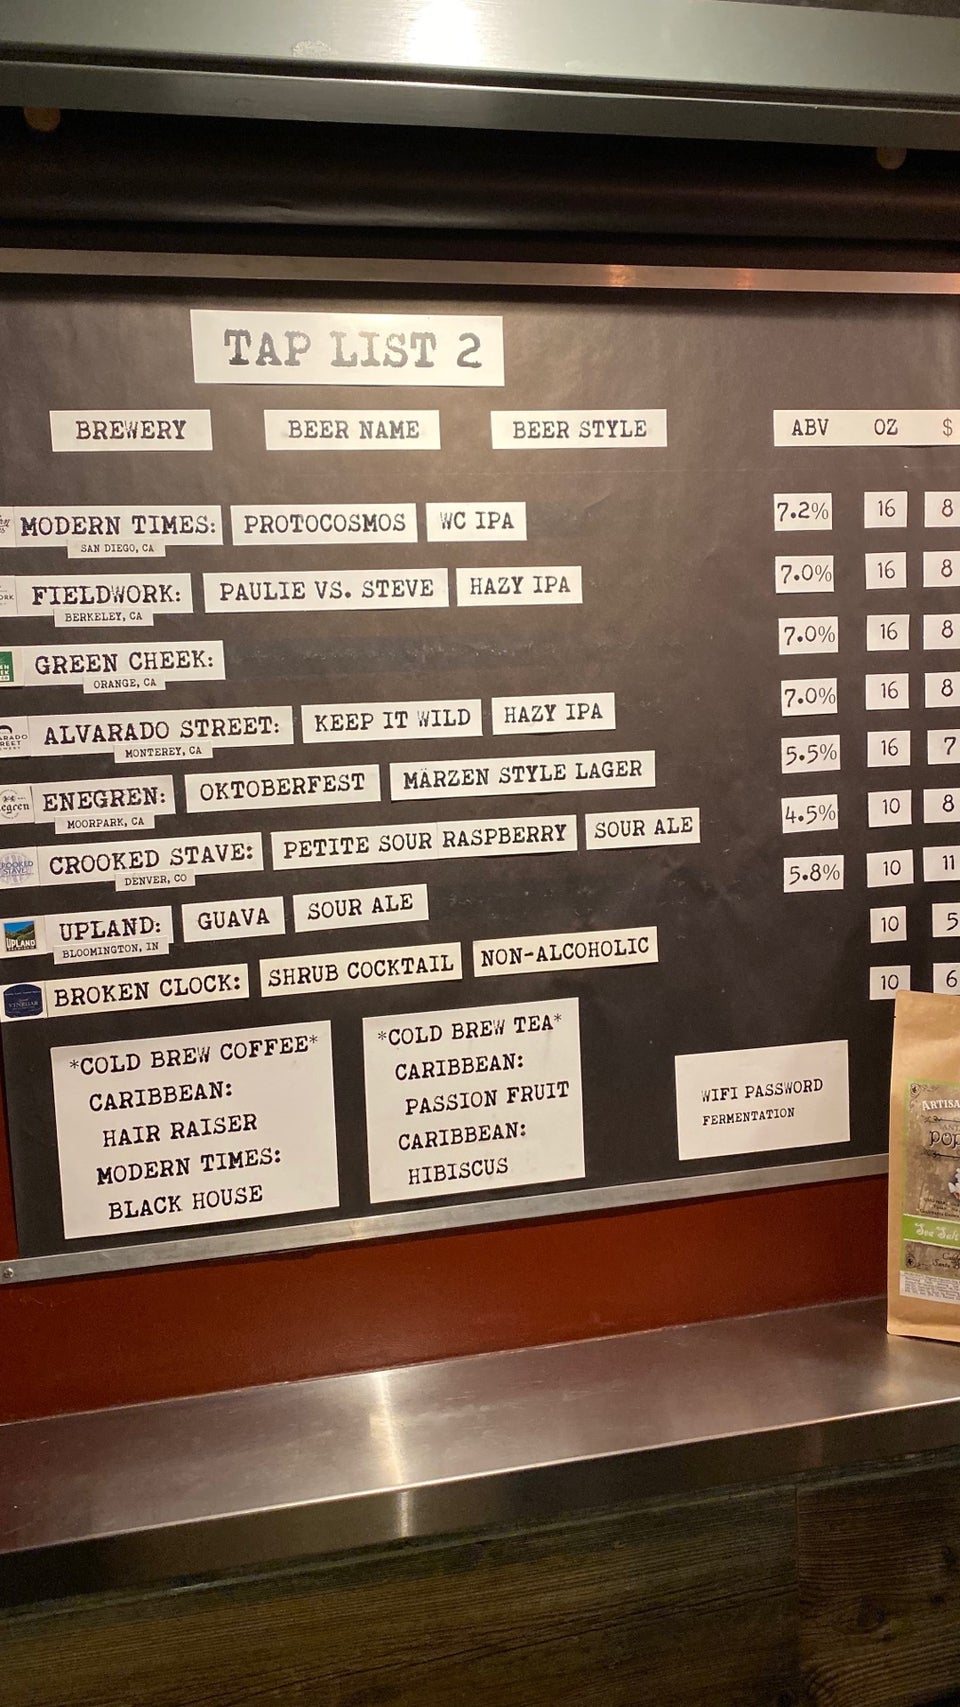 TAP LIST 2
BREWERY BEER NAME BEER STYLE ABV OZ $
MODERN TIMES: PROTOCOSMOS WC IPA 7.2% 16 8
SAN DIEGO, CA
FIELDWORK: PAULIE VS. STEVE HAZY IPA 7.0% 16 8
BERKELEY, CA
GREEN CHEEK: 7.0% 16 8
ORANGE, CA
ALVARADO STREET: KEEP IT WILD HAZY IPA 7.0% 16 8
MONTEREY, CA
ENEGREN: OKTOBERFEST MÄRZEN STYLE LAGER 5.5% 16 7
MOORPARK, CA
CROOKED STAVE: PETITE SOUR RASPBERRY SOUR ALE 4.5% 10 8
DENVER, CO
UPLAND: GUAVA SOUR ALE 5.8% 10 11
UPLAND
BLOOMINGTON, IN
BROKEN CLOCK: SHRUB COCKTAIL NON-ALCOHOLIC 10 5
VINEGAR
10 6
*COLD BREW COFFEE*
CARIBBEAN:
HAIR RAISER
MODERN TIMES:
BLACK HOUSE
*COLD BREW TEA*
CARIBBEAN:
PASSION FRUIT
CARIBBEAN:
HIBISCUS
WIFI PASSWORD
FERMENTATION
ARTISA
POP
Sea Salt